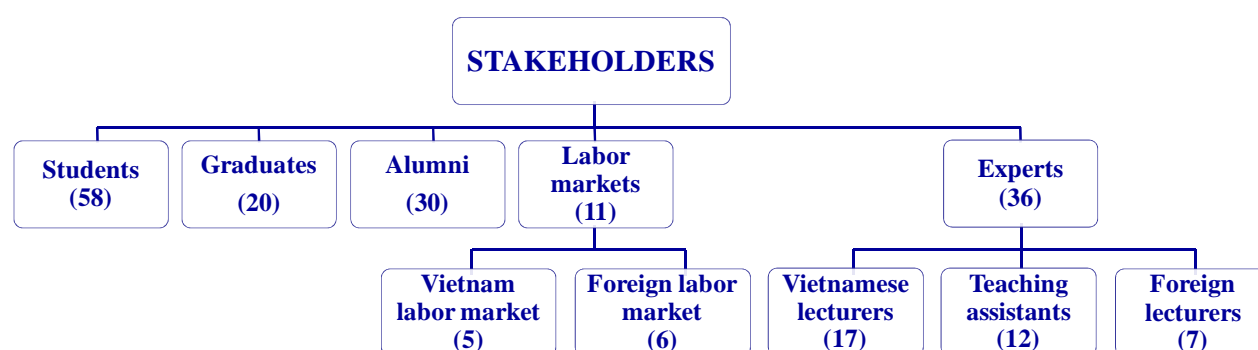 STAKEHOLDERS
Students
(58)
Graduates
(20)
Alumni
(30)
Labor
markets
(11)
Experts
(36)
Vietnam
labor market
(5)
Foreign labor
market
(6)
Vietnamese
lecturers
(17)
Teaching
assistants
(12)
Foreign
lecturers
(7)